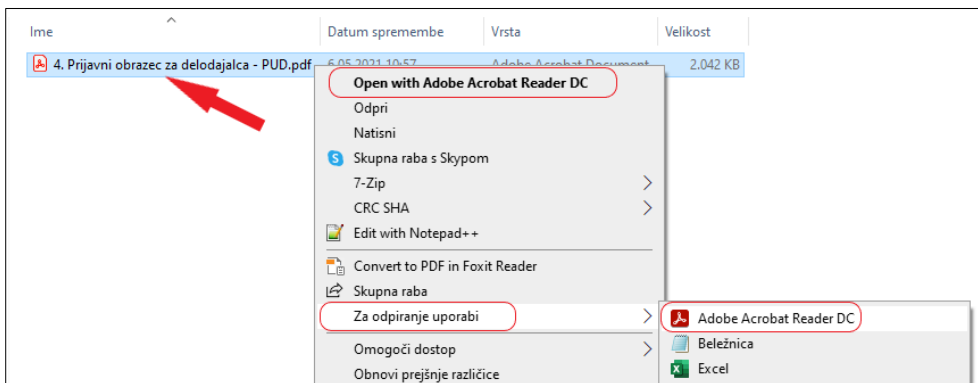 Ime Datum spremembe Vrsta Velikost
4. Prijavni obrazec za delodajalca - PUD.pdf 6.05.2021 10:57 Adobe Acrobat Document 2.042 KB
Open with Adobe Acrobat Reader DC
Odpri
Natisni
Skupna raba s Skypom
7-Zip
CRC SHA
Edit with Notepad++
Convert to PDF in Foxit Reader
Skupna raba
Za odpiranje uporabi Adobe Acrobat Reader DC
Beležnica
Omogoči dostop
Excel
Obnovi prejšnje različice